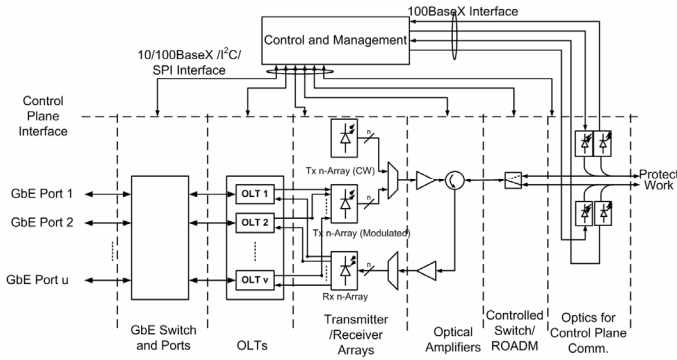 100BaseX Interface
Control and Management
10/100BaseX /I²C/
SPI Interface
Control
Plane
Interface
n
Tx n-Array (CW)
Protect
Work
GbE Port 1
OLT 1
n
GbE Port 2
OLT 2
Tx n-Array (Modulated)
n
GbE Port u
OLT v
Rx n-Array
GbE Switch
and Ports
OLTs
Transmitter
/Receiver
Arrays
Optical
Amplifiers
Controlled
Switch/
ROADM
Optics for
Control Plane
Comm.